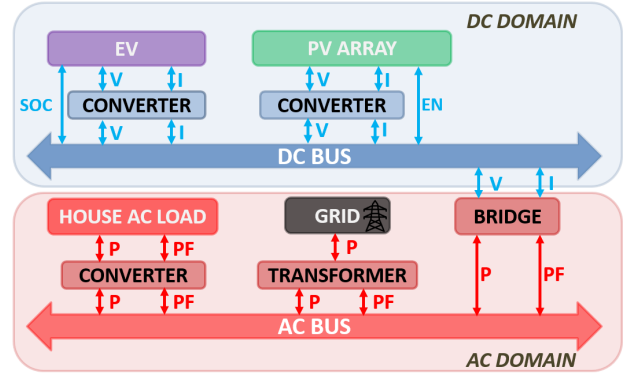 DC DOMAIN
EV
PV ARRAY
SOC
V
I
V
I
EN
CONVERTER
CONVERTER
V
I
V
I
DC BUS
V
I
HOUSE AC LOAD
GRID
BRIDGE
P
PF
P
CONVERTER
TRANSFORMER
P
PF
P
PF
P
PF
AC BUS
AC DOMAIN